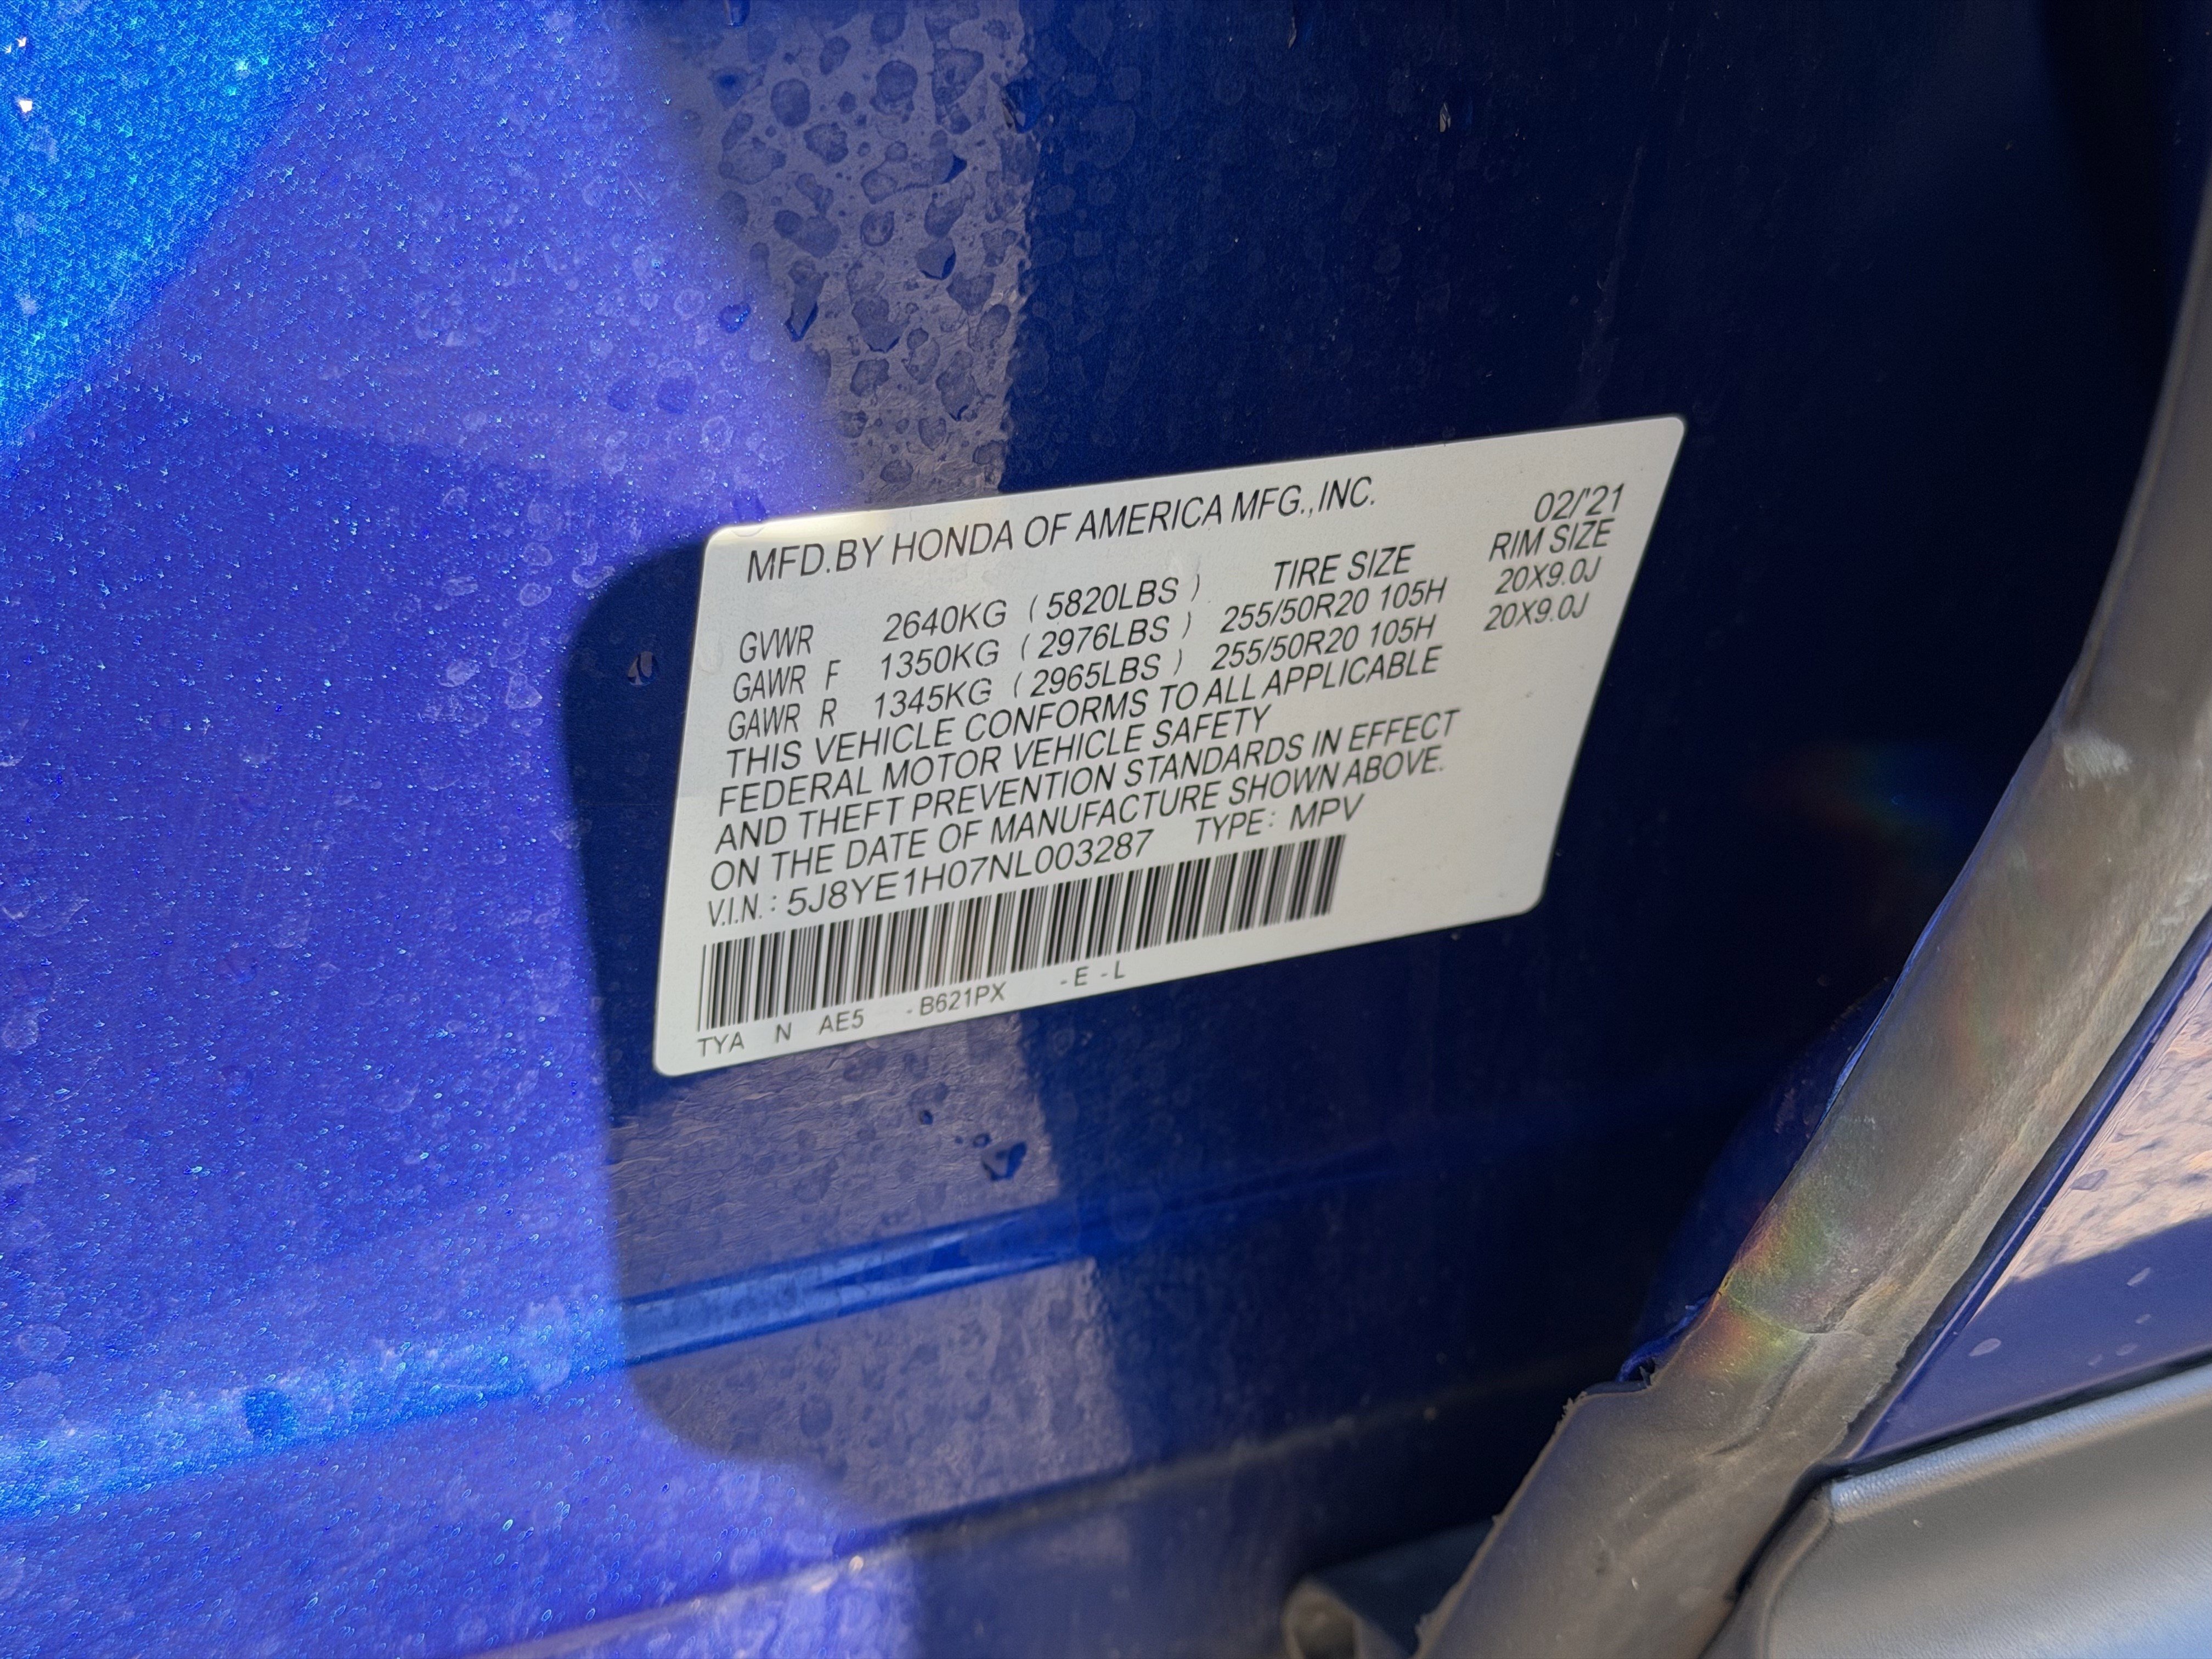 MFD.BY HONDA OF AMERICA MFG.,INC. 02/'21
TIRE SIZE RIM SIZE
GVWR 2640KG ( 5820LBS )
GAWR F 1350KG ( 2976LBS ) 255/50R20 105H 20X9.0J
GAWR R 1345KG ( 2965LBS ) 255/50R20 105H 20X9.0J
THIS VEHICLE CONFORMS TO ALL APPLICABLE
FEDERAL MOTOR VEHICLE SAFETY
AND THEFT PREVENTION STANDARDS IN EFFECT
ON THE DATE OF MANUFACTURE SHOWN ABOVE.
V.I.N.: 5J8YE1H07NL003287 TYPE: MPV
TYA N AE5 -B621PX -E -L